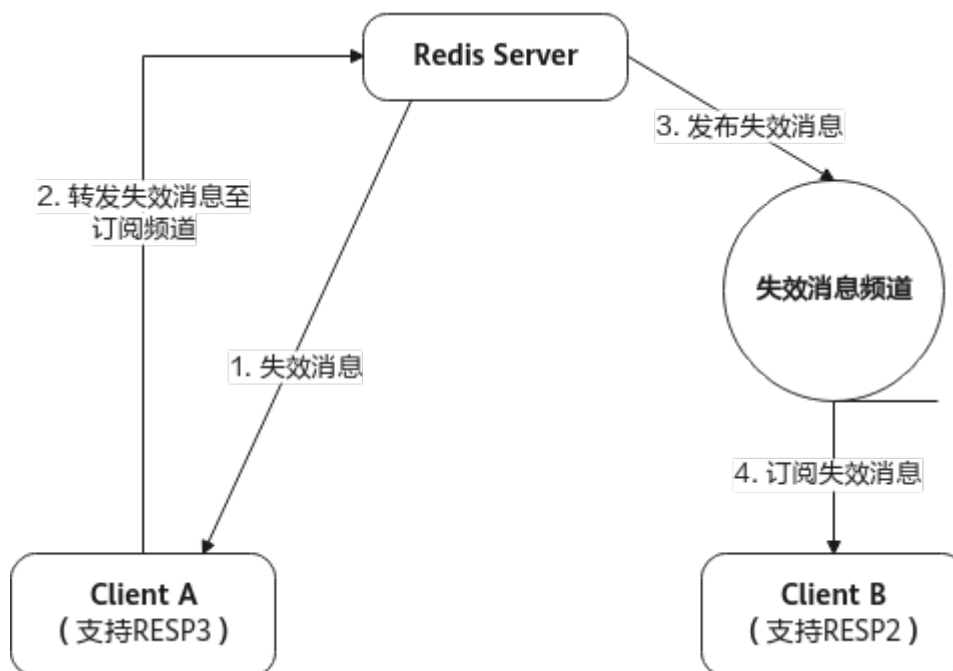 Redis Server
3. 发布失效消息
2. 转发失效消息至
订阅频道
失效消息频道
1. 失效消息
4. 订阅失效消息
Client A
（支持RESP3）
Client B
（支持RESP2）